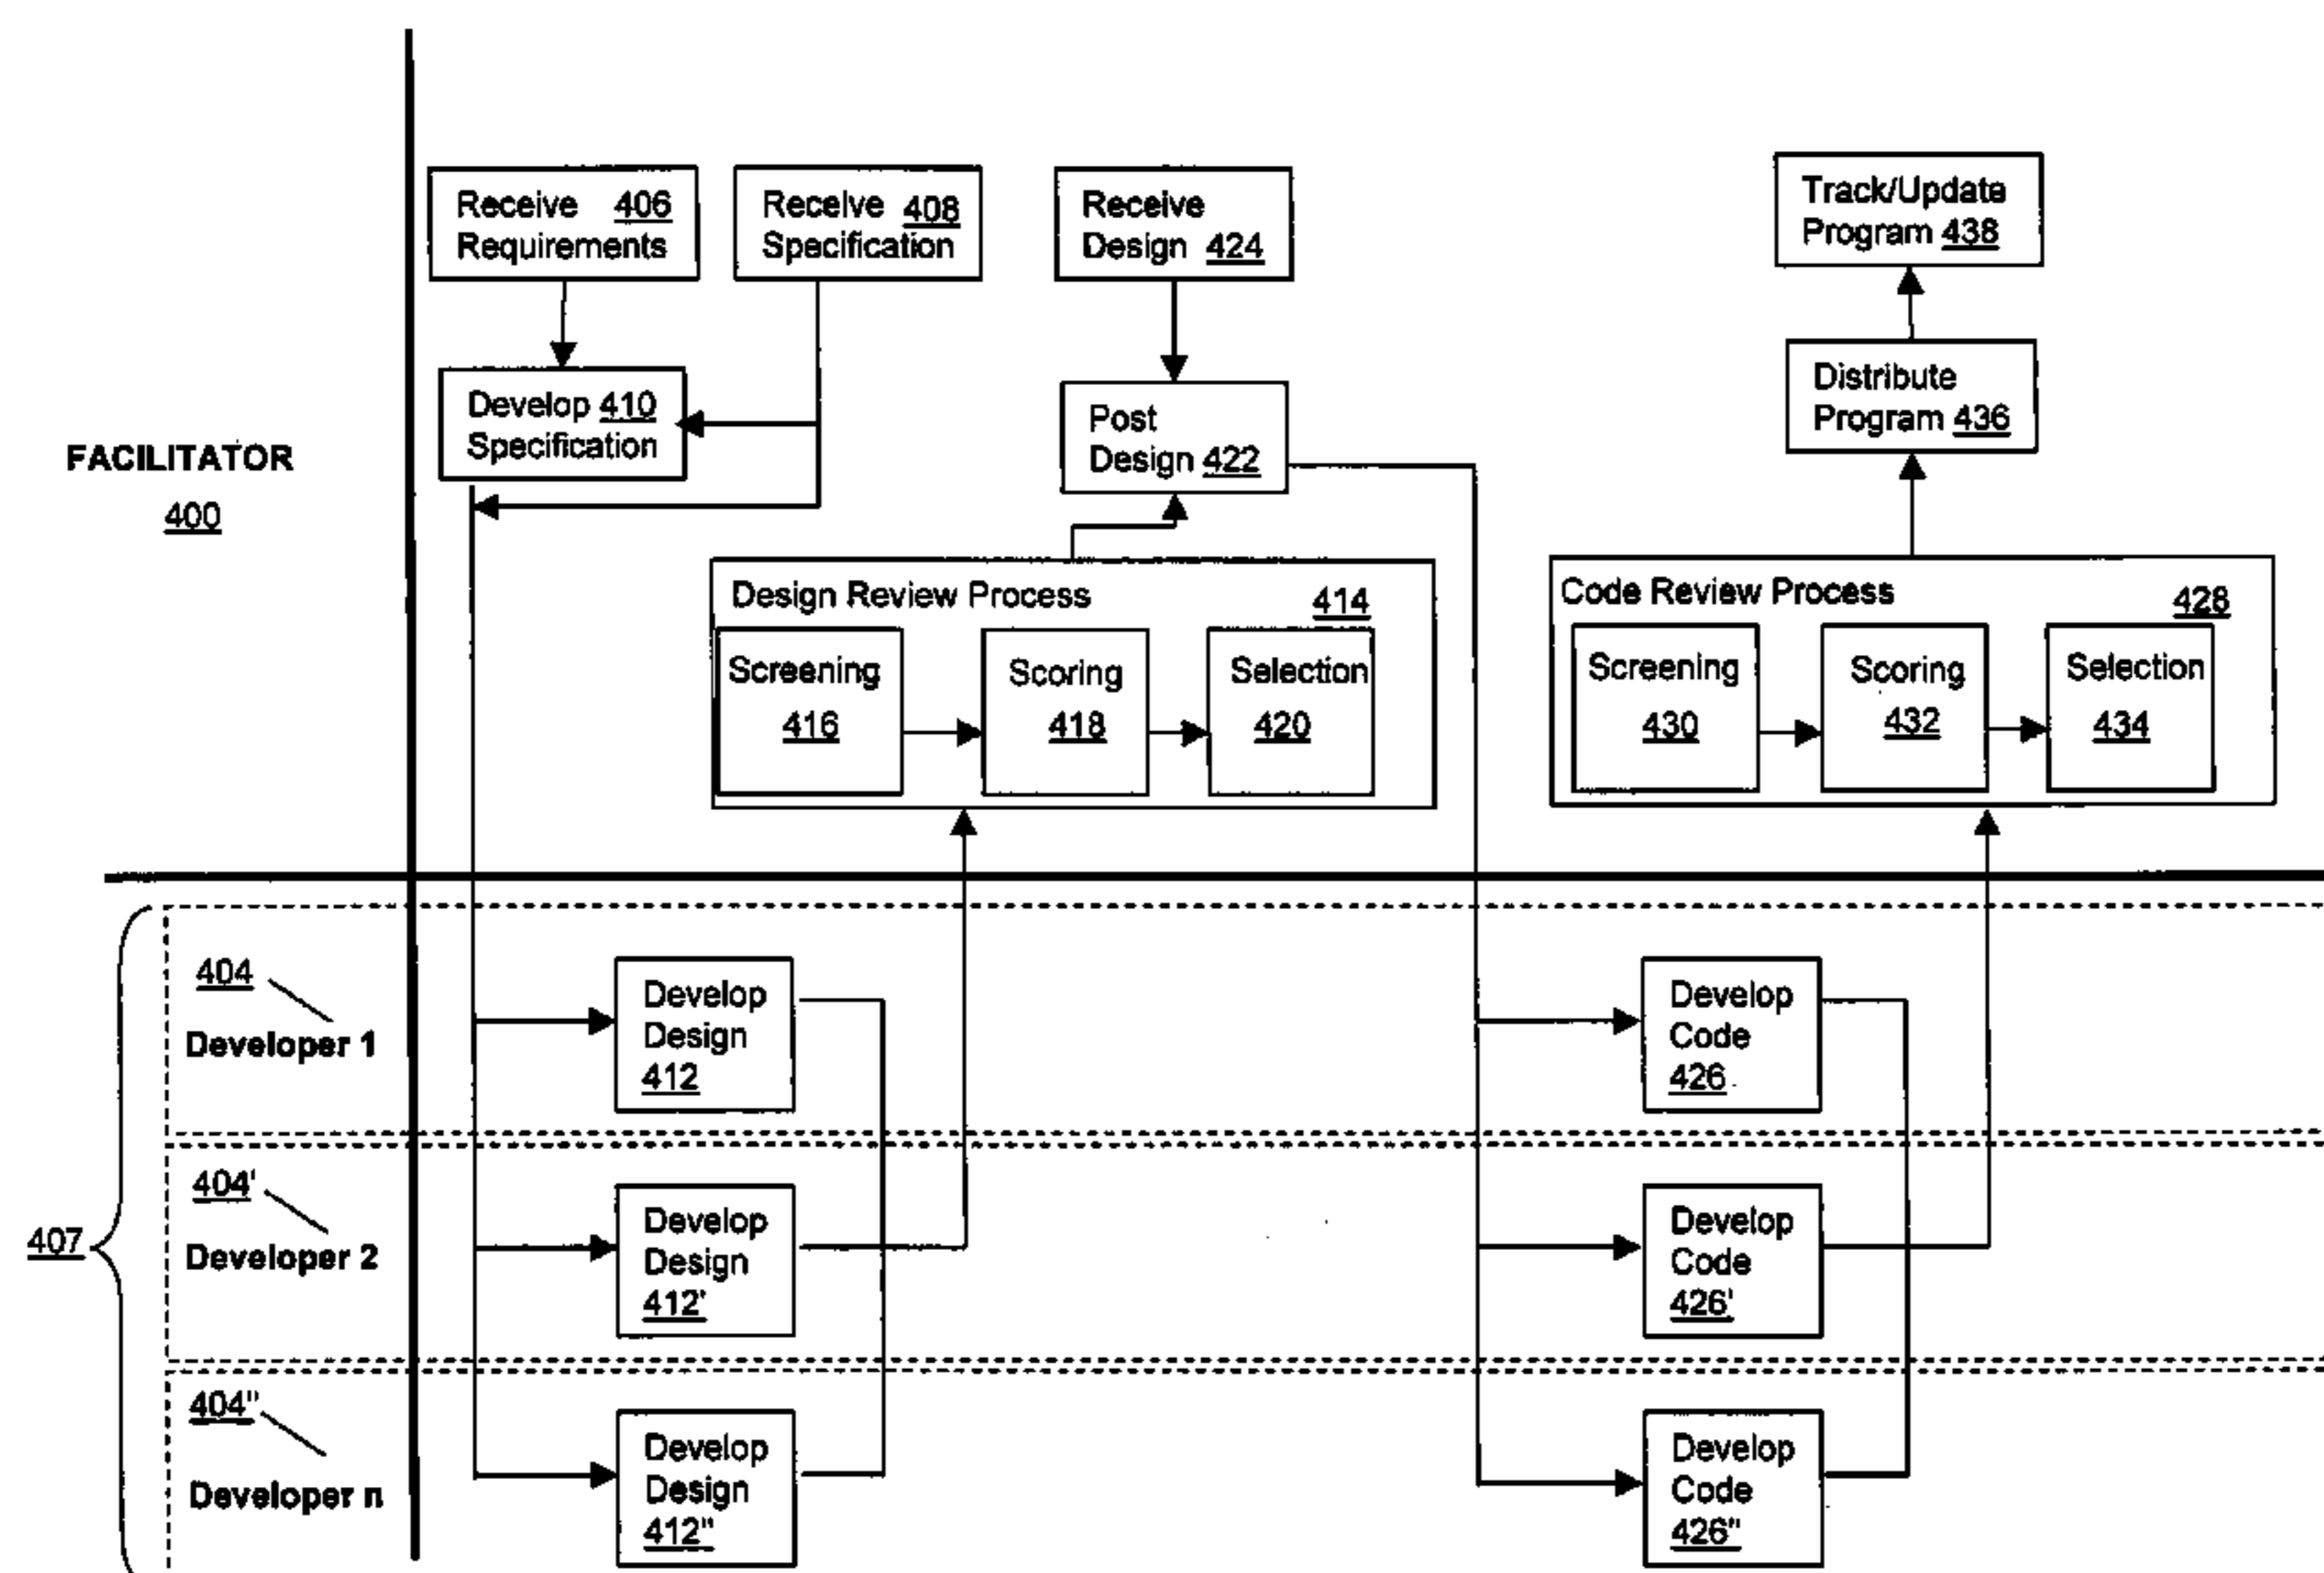 Receive 406
Requirements
Receive 408
Specification
Receive
Design 424
Track/Update
Program 438
Develop 410
Specification
Post
Design 422
Distribute
Program 436
FACILITATOR
400
Design Review Process 414
Screening
416
Scoring
418
Selection
420
Code Review Process 428
Screening
430
Scoring
432
Selection
434
407
404
Developer 1
Develop
Design
412
Develop
Code
426
404'
Developer 2
Develop
Design
412'
Develop
Code
426'
404"
Developer n
Develop
Design
412"
Develop
Code
426"